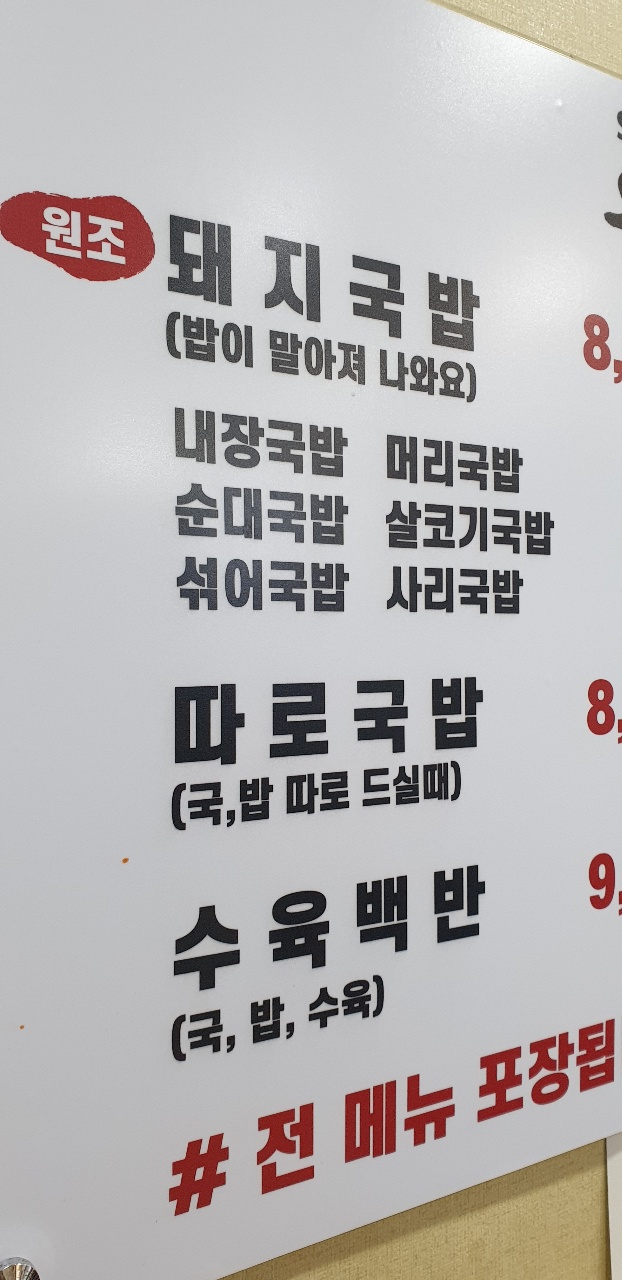 원조
돼지국밥 8,
(밥이 말아져 나와요)
내장국밥 머리국밥
순대국밥 살코기국밥
섞어국밥 사리국밥
따로국밥 8,
(국,밥 따로 드실때)
수육백반 9,
(국, 밥, 수육)
# 전 메뉴 포장됩